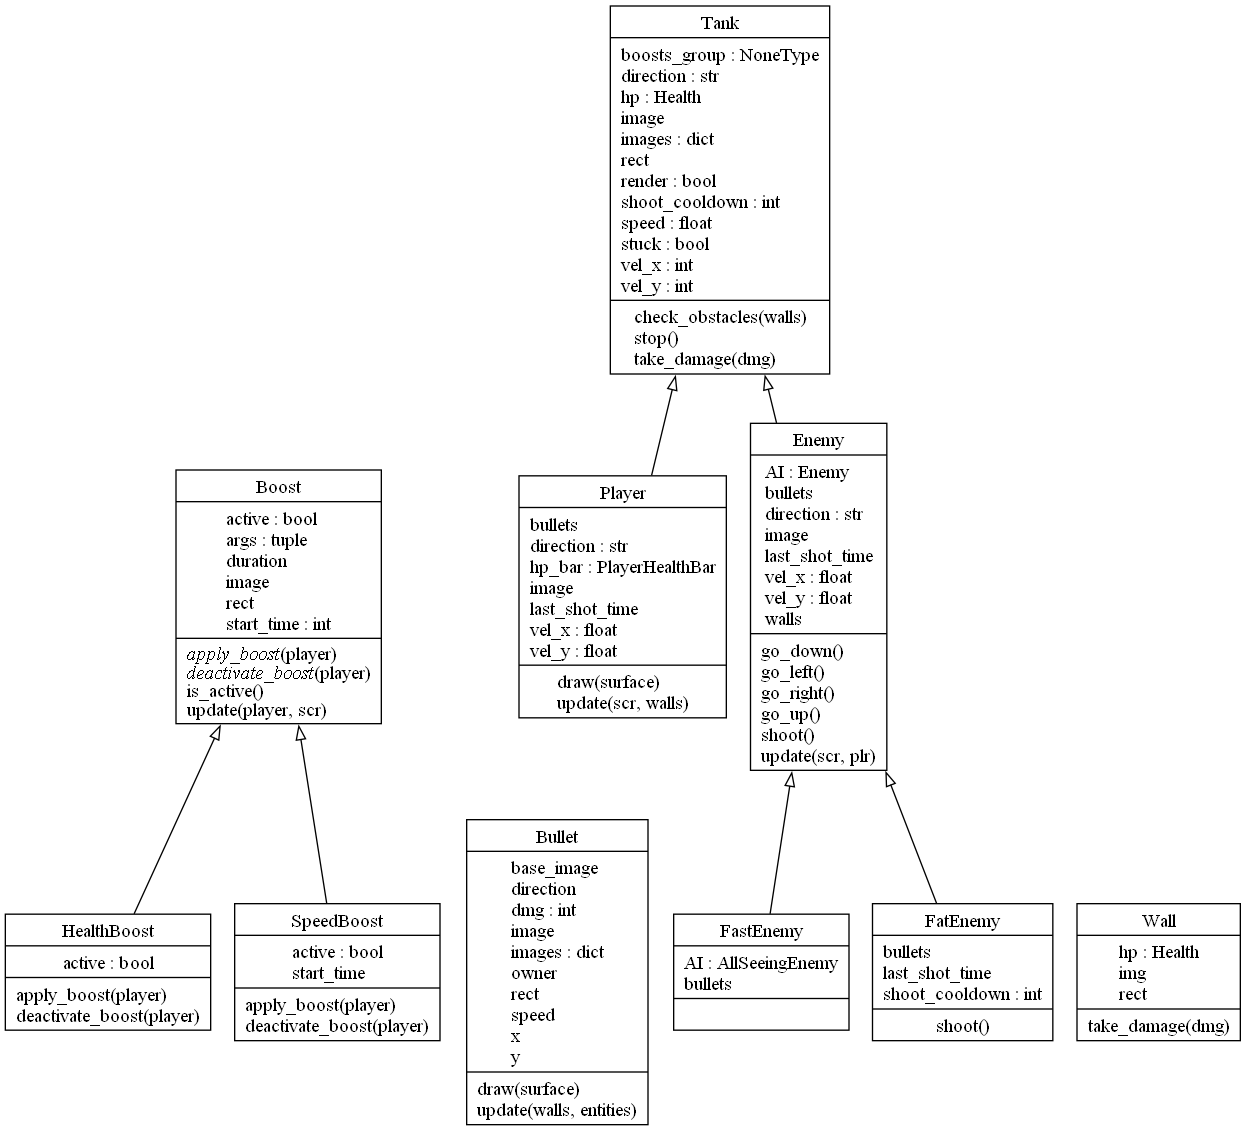 Tank
boosts_group : NoneType
direction : str
hp : Health
image
images : dict
rect
render : bool
shoot_cooldown : int
speed : float
stuck : bool
vel_x : int
vel_y : int
check_obstacles(walls)
stop()
take_damage(dmg)
Boost
active : bool
args : tuple
duration
image
rect
start_time : int
apply_boost(player)
deactivate_boost(player)
is_active()
update(player, scr)
Player
bullets
direction : str
hp_bar : PlayerHealthBar
image
last_shot_time
vel_x : float
vel_y : float
draw(surface)
update(scr, walls)
Enemy
AI : Enemy
bullets
direction : str
image
last_shot_time
vel_x : float
vel_y : float
walls
go_down()
go_left()
go_right()
go_up()
shoot()
update(scr, plr)
HealthBoost
active : bool
apply_boost(player)
deactivate_boost(player)
SpeedBoost
active : bool
start_time
apply_boost(player)
deactivate_boost(player)
Bullet
base_image
direction
dmg : int
image
images : dict
owner
rect
speed
x
y
draw(surface)
update(walls, entities)
FastEnemy
AI : AllSeeingEnemy
bullets
FatEnemy
bullets
last_shot_time
shoot_cooldown : int
shoot()
Wall
hp : Health
img
rect
take_damage(dmg)